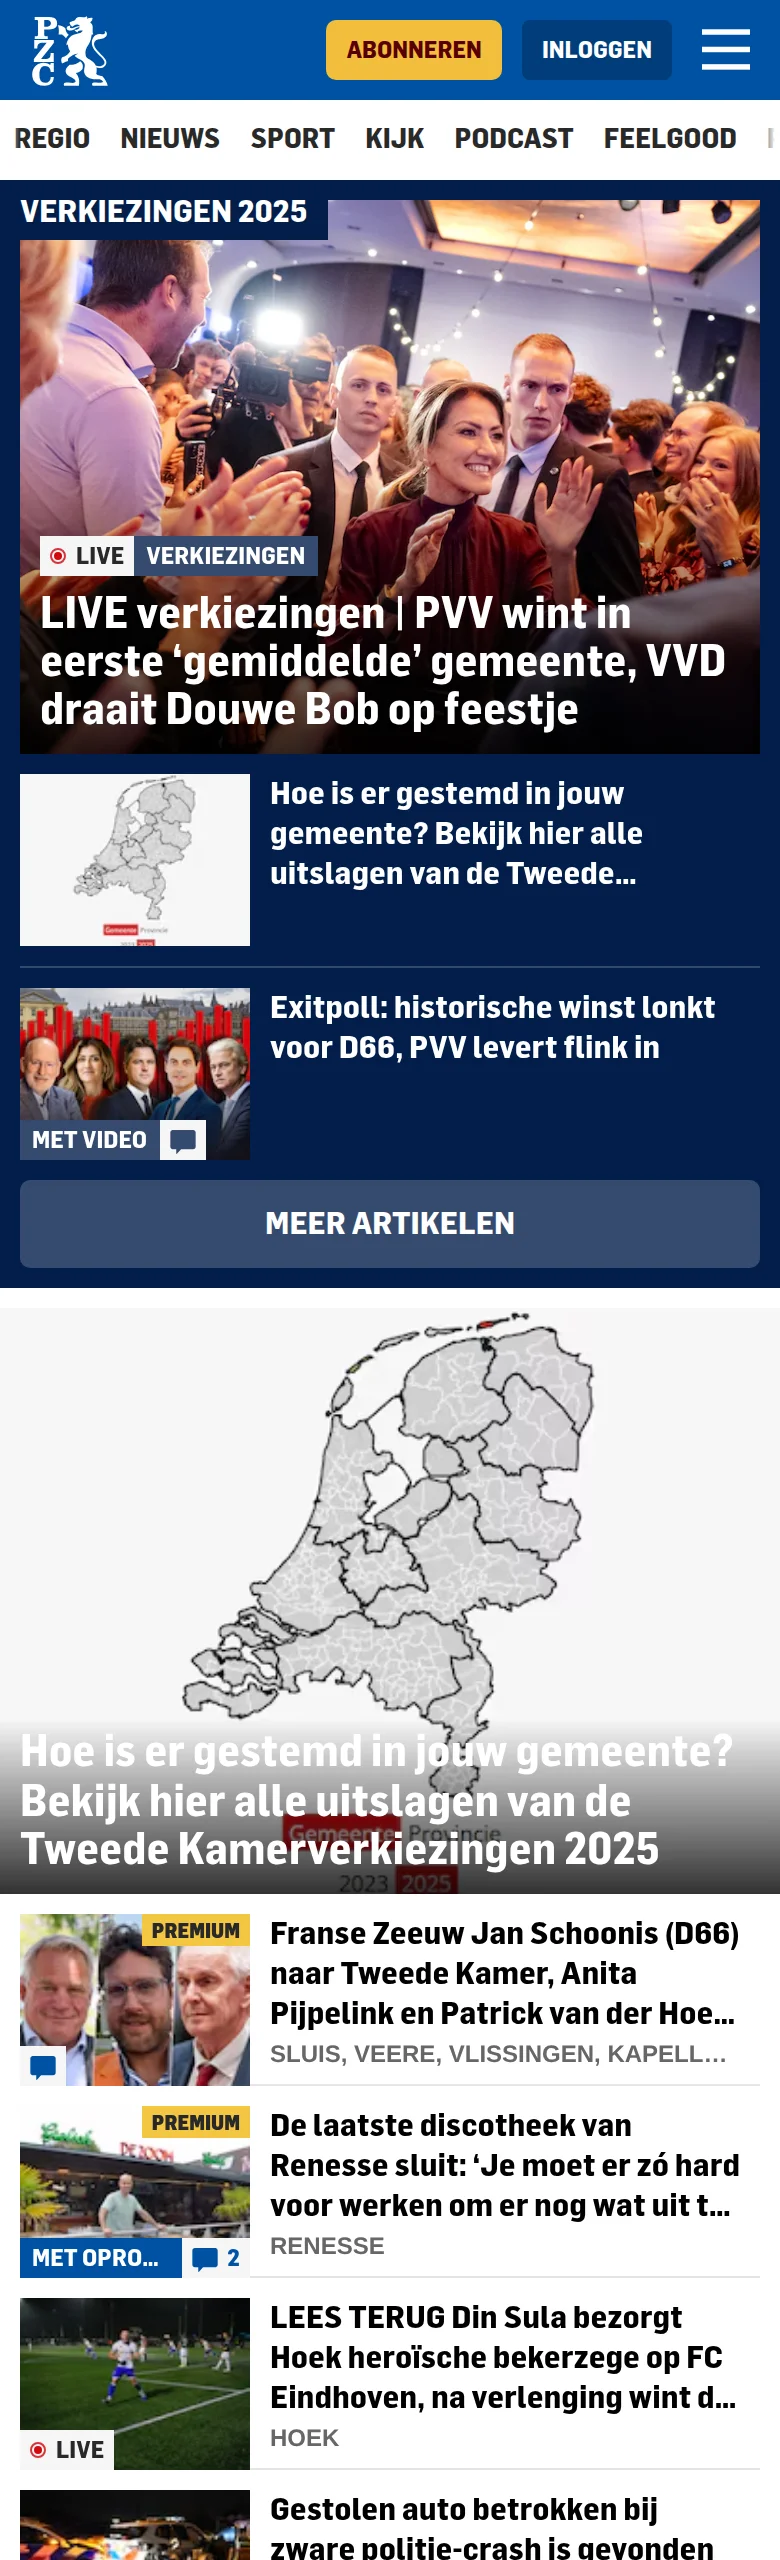 PZC
ABONNEREN
INLOGGEN
REGIO NIEUWS SPORT KIJK PODCAST FEELGOOD
VERKIEZINGEN 2025
LIVE VERKIEZINGEN
LIVE verkiezingen | PVV wint in
eerste ‘gemiddelde’ gemeente, VVD
draait Douwe Bob op feestje
Gemeente Provincie
2025
Hoe is er gestemd in jouw
gemeente? Bekijk hier alle
uitslagen van de Tweede...
MET VIDEO
Exitpoll: historische winst lonkt
voor D66, PVV levert flink in
MEER ARTIKELEN
Hoe is er gestemd in jouw gemeente?
Bekijk hier alle uitslagen van de
Tweede Kamerverkiezingen 2025
Gemeente Provincie
2023 2025
PREMIUM
Franse Zeeuw Jan Schoonis (D66)
naar Tweede Kamer, Anita
Pijpelink en Patrick van der Hoe...
SLUIS, VEERE, VLISSINGEN, KAPELL...
PREMIUM
MET OPRO... 2
De laatste discotheek van
Renesse sluit: ‘Je moet er zó hard
voor werken om er nog wat uit t...
RENESSE
LIVE
LEES TERUG Din Sula bezorgt
Hoek heroïsche bekerzege op FC
Eindhoven, na verlenging wint d...
HOEK
Gestolen auto betrokken bij
zware politie-crash is gevonden